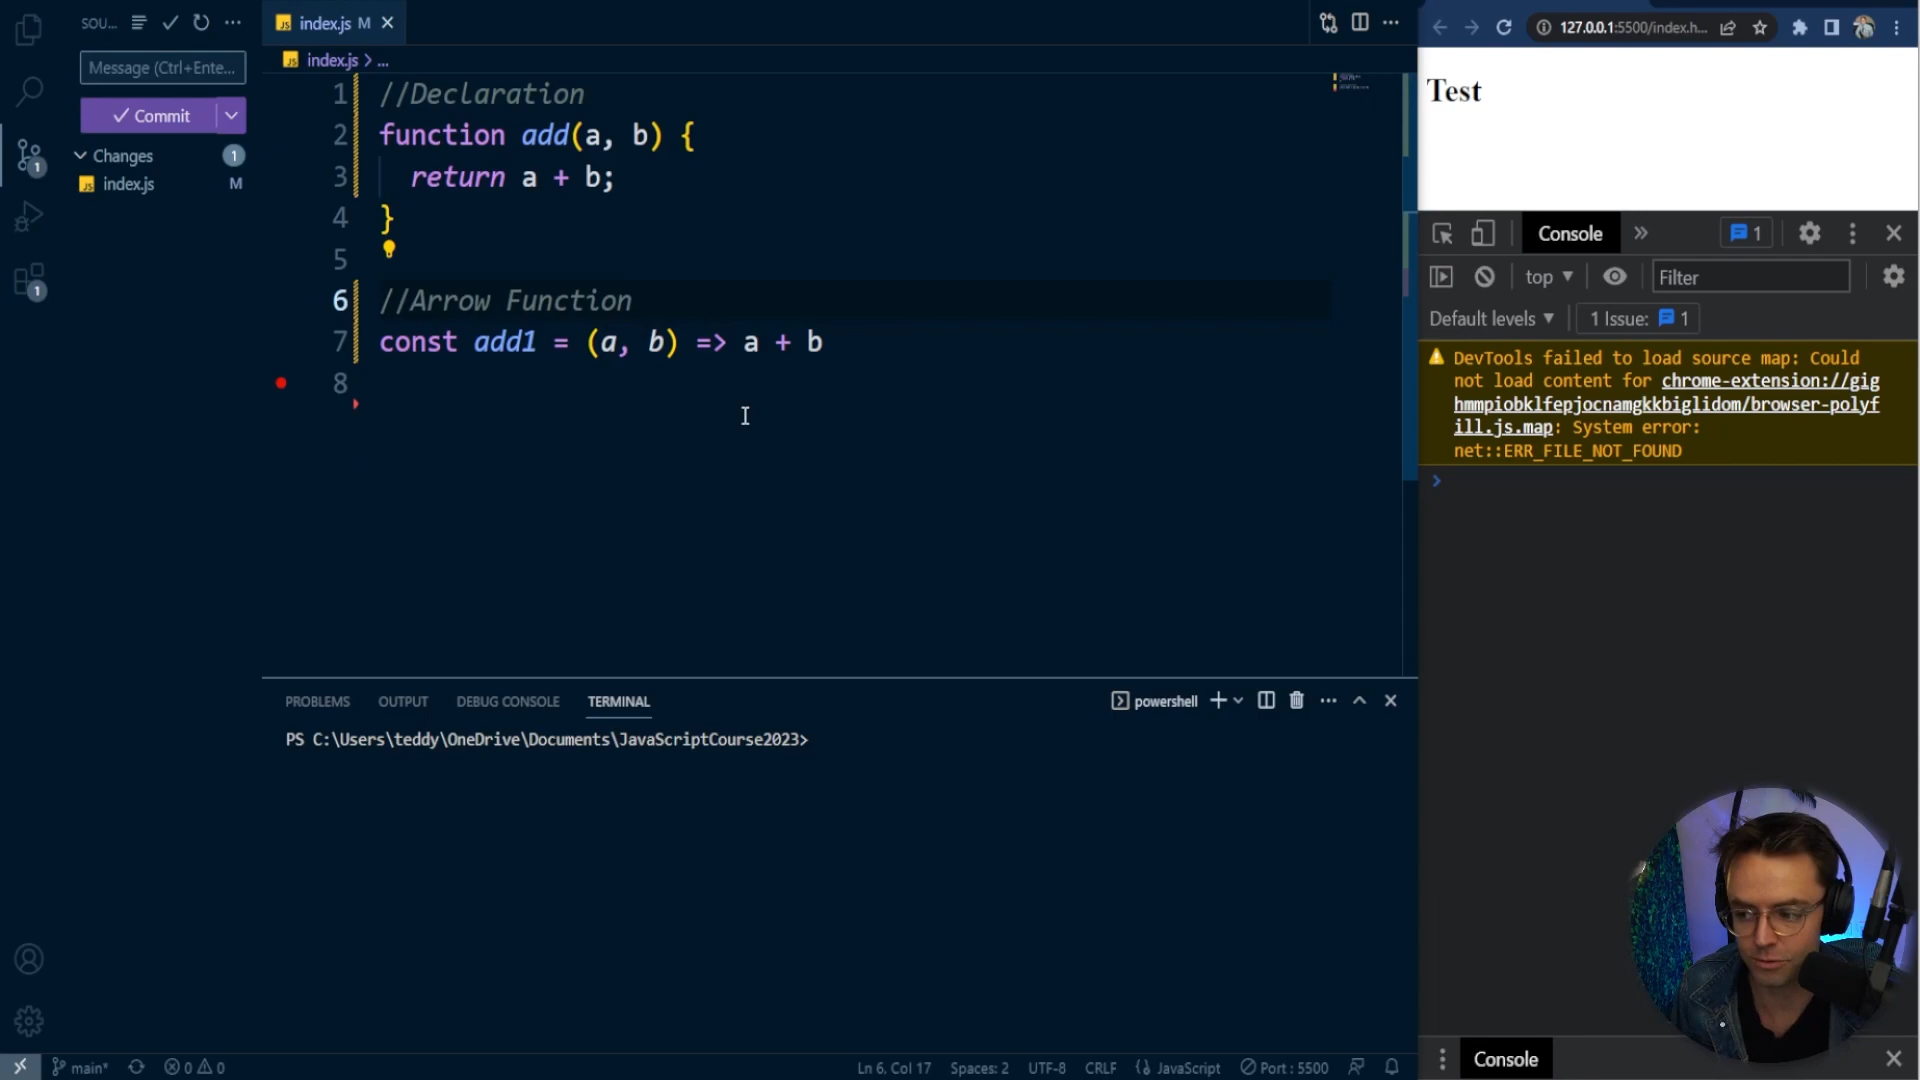 SOU...
Message (Ctrl+Ente...
Commit
Changes
1
index.js
M
1
1
index.js M
index.js > ...
1 //Declaration
2 function add(a, b) {
3 return a + b;
4 }
5
6 //Arrow Function
7 const add1 = (a, b) => a + b
8
PROBLEMS OUTPUT DEBUG CONSOLE TERMINAL
powershell
PS C:\Users\teddy\OneDrive\Documents\JavaScriptCourse2023>
main*
0 0
Ln 6, Col 17 Spaces: 2 UTF-8 CRLF JavaScript Port : 5500
127.0.0.1:5500/index.h...
Test
Console
1
top
Filter
Default levels
1 Issue: 1
DevTools failed to load source map: Could
not load content for chrome-extension://gig
hmmpiobklfepjocnamgkkbiglidom/browser-polyf
ill.js.map: System error:
net::ERR_FILE_NOT_FOUND
Console